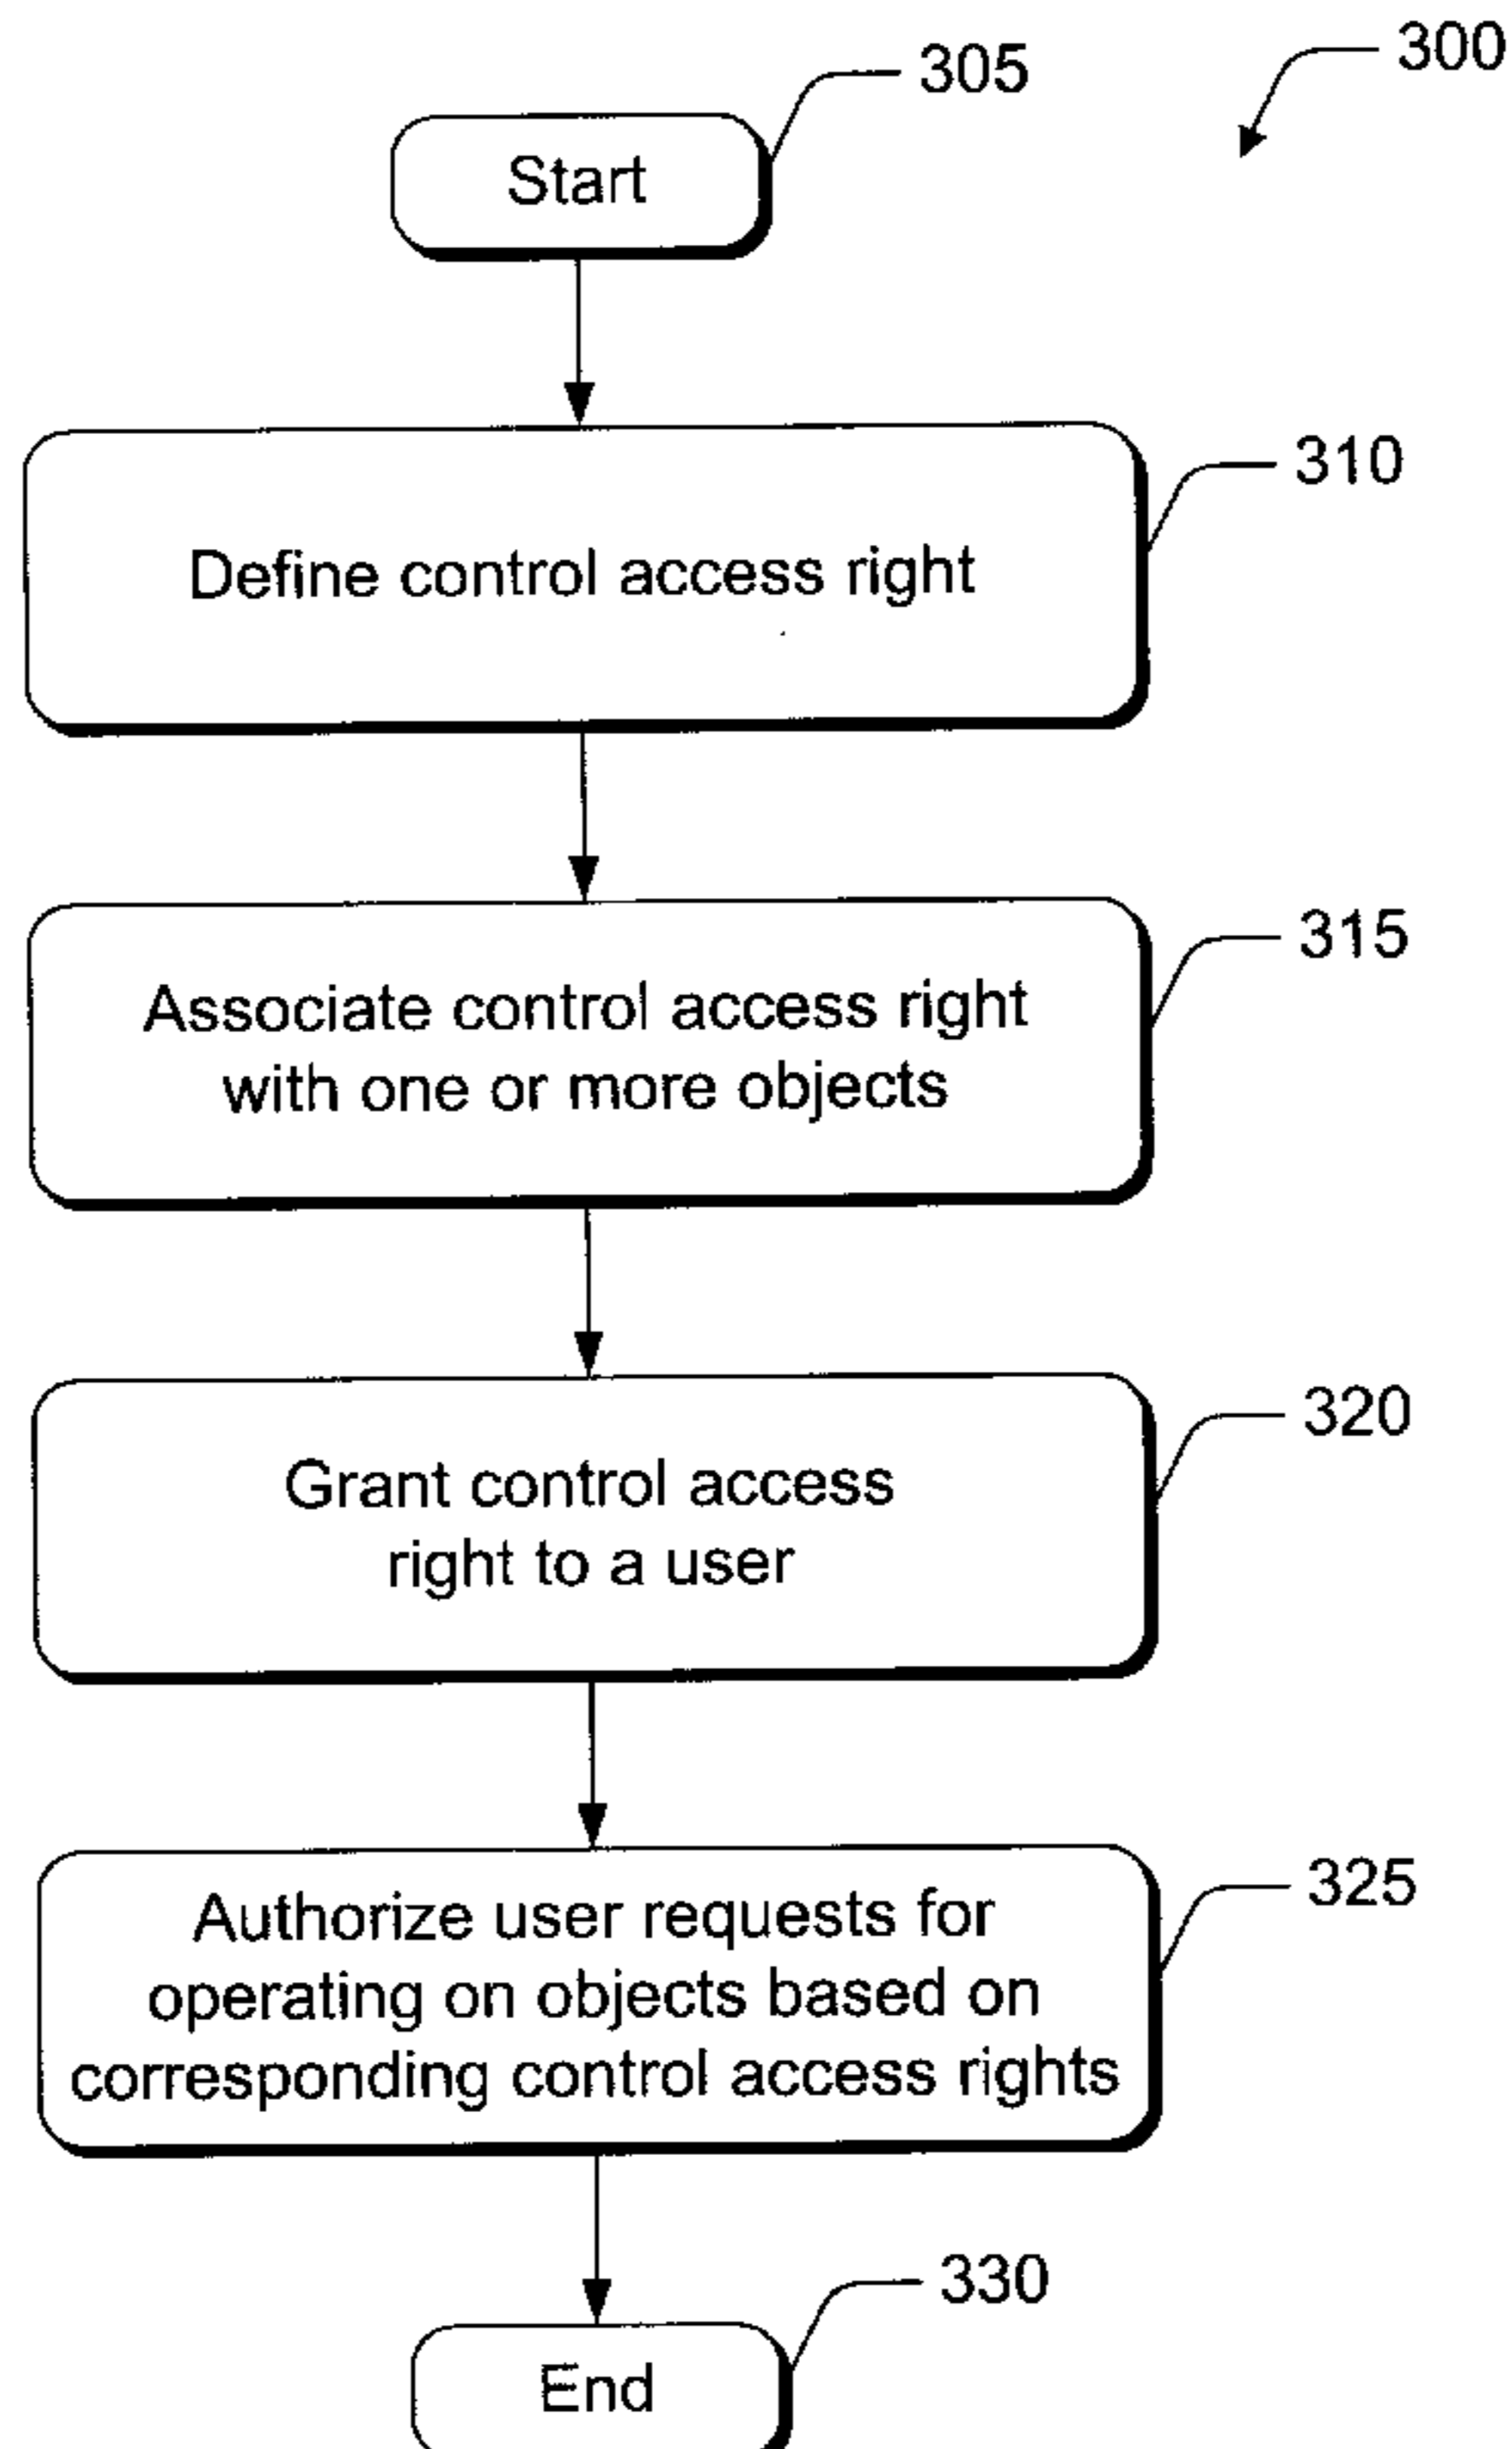 300
305
Start
310
Define control access right
315
Associate control access right
with one or more objects
320
Grant control access
right to a user
325
Authorize user requests for
operating on objects based on
corresponding control access rights
330
End